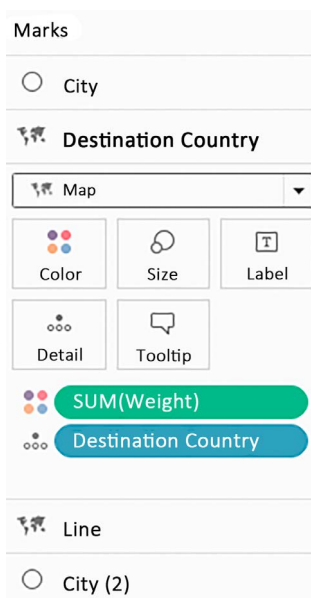 Marks
City
Destination Country
Map
Color Size Label
T
Detail Tooltip
SUM(Weight)
Destination Country
Line
City (2)